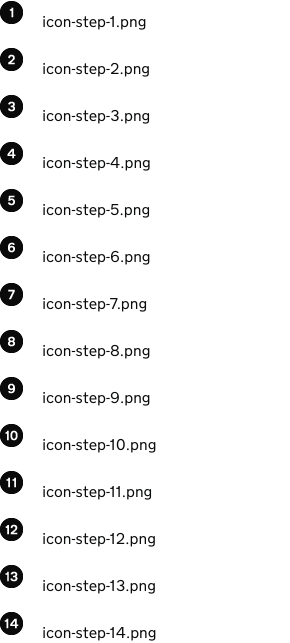 1 icon-step-1.png
2 icon-step-2.png
3 icon-step-3.png
4 icon-step-4.png
5 icon-step-5.png
6 icon-step-6.png
7 icon-step-7.png
8 icon-step-8.png
9 icon-step-9.png
10 icon-step-10.png
11 icon-step-11.png
12 icon-step-12.png
13 icon-step-13.png
14 icon-step-14.png